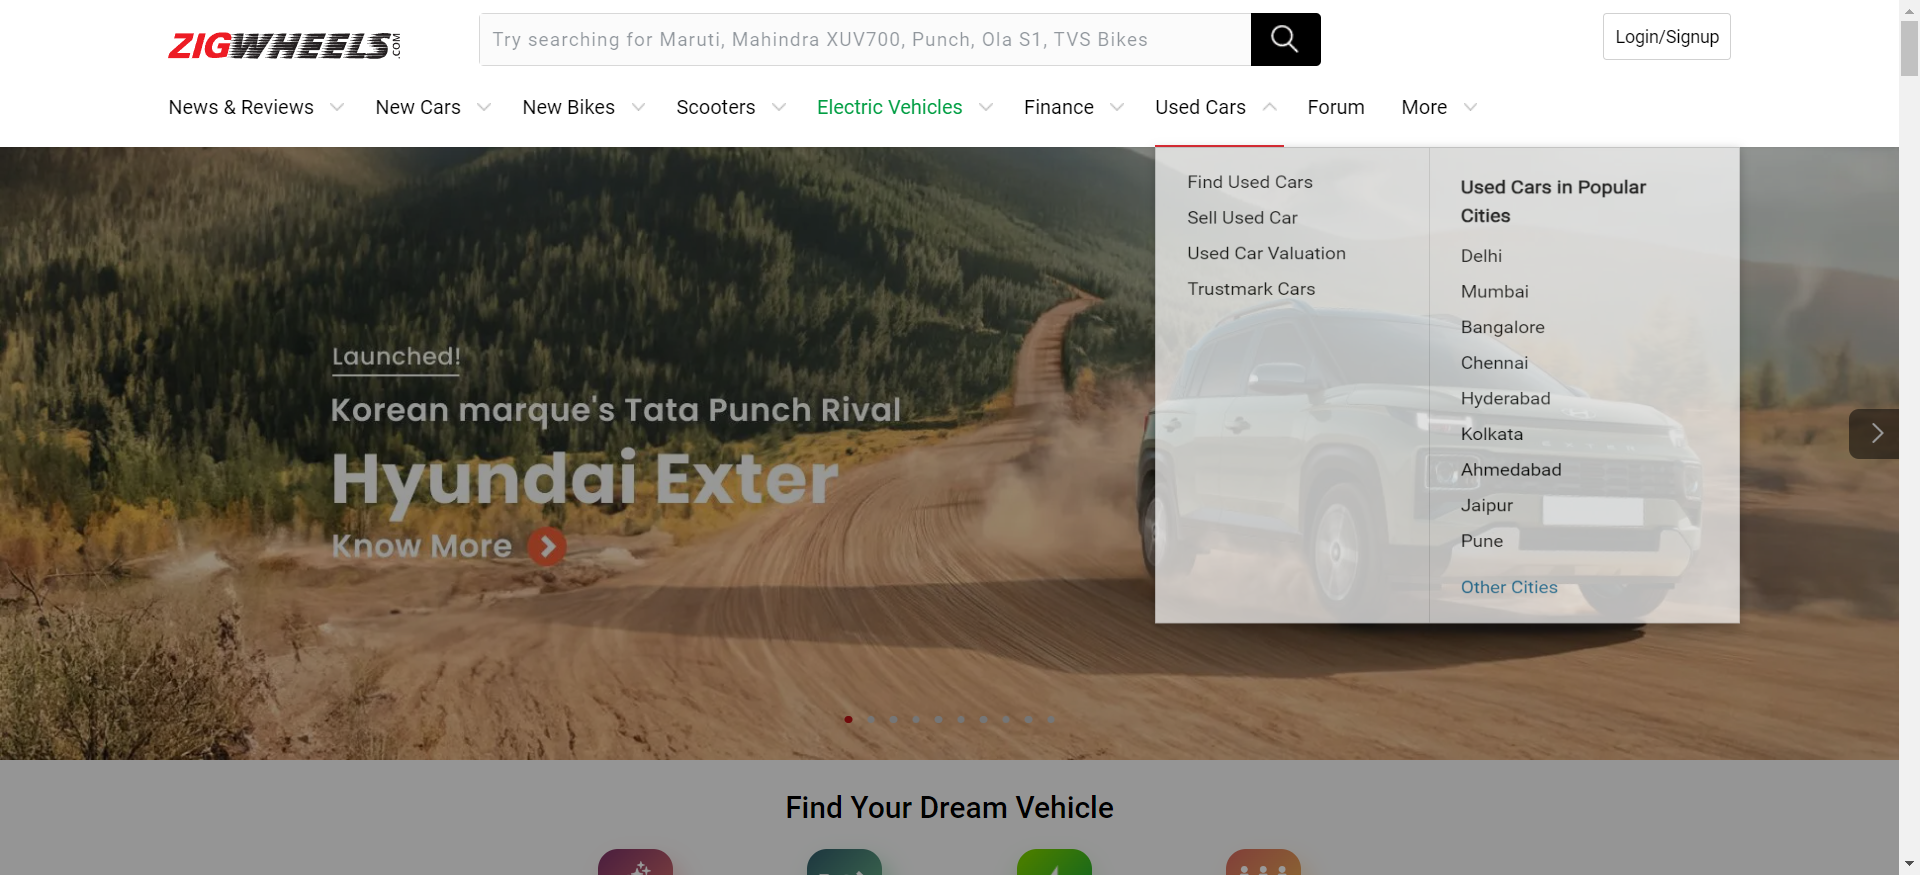 ZIGWHEELS.COM
Try searching for Maruti, Mahindra XUV700, Punch, Ola S1, TVS Bikes
Login/Signup
News & Reviews
New Cars
New Bikes
Scooters
Electric Vehicles
Finance
Used Cars
Forum
More
Find Used Cars
Sell Used Car
Used Car Valuation
Trustmark Cars
Used Cars in Popular
Cities
Delhi
Mumbai
Bangalore
Chennai
Hyderabad
Kolkata
Ahmedabad
Jaipur
Pune
Other Cities
Launched!
Korean marque's Tata Punch Rival
Hyundai Exter
Know More
Find Your Dream Vehicle